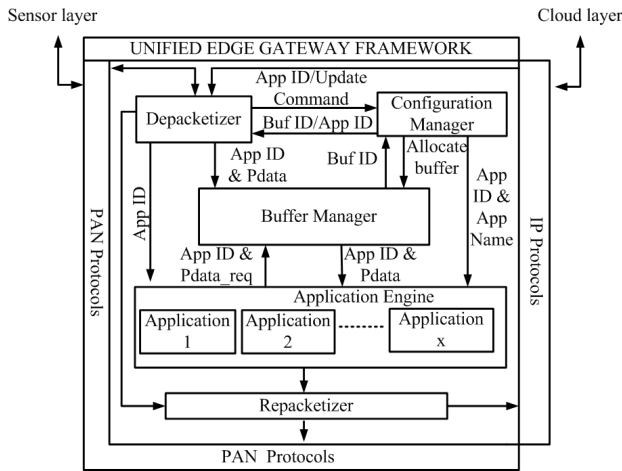 Sensor layer
Cloud layer
UNIFIED EDGE GATEWAY FRAMEWORK
App ID/Update
Command
Depacketizer
Configuration
Manager
Buf ID/App ID
App ID
& Pdata
Buf ID
Allocate
buffer
App ID
App
ID &
App
Name
PAN Protocols
IP Protocols
Buffer Manager
App ID &
Pdata_req
App ID &
Pdata
Application Engine
Application
1
Application
2
Application
x
Repacketizer
PAN Protocols